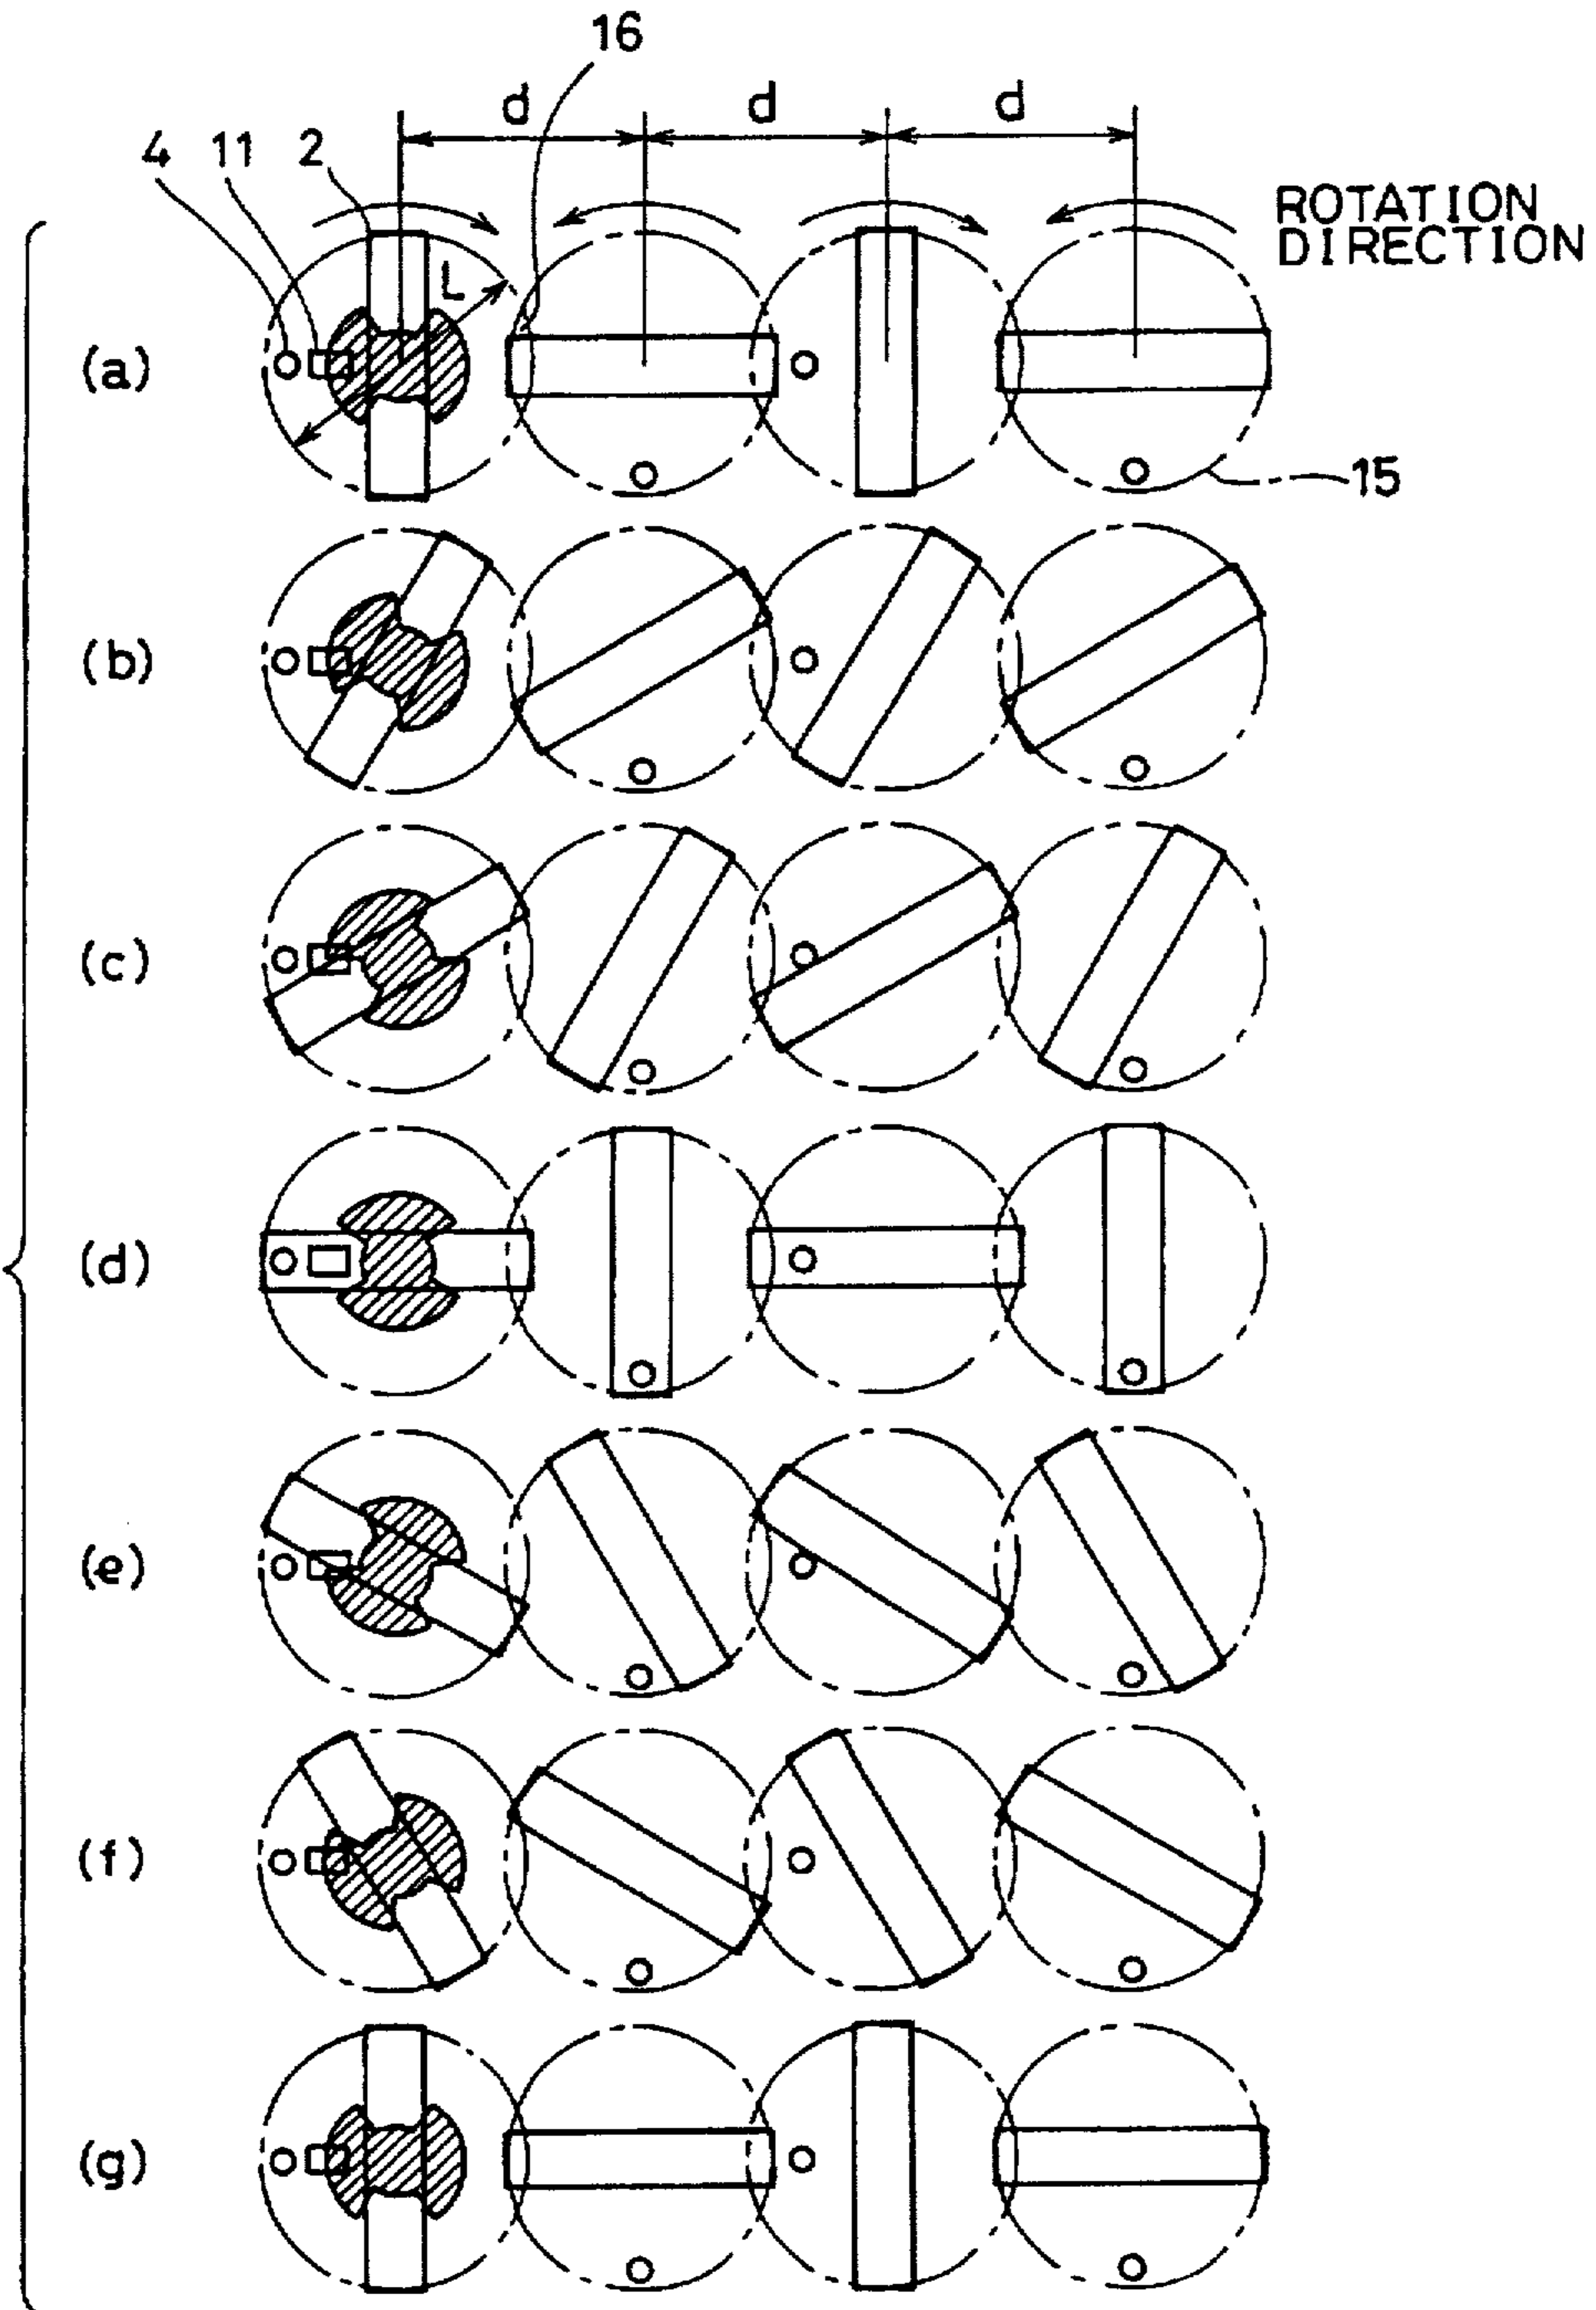 16
d d d
4 11 2
ROTATION
DIRECTION
L
(a)
15
(b)
(c)
(d)
(e)
(f)
(g)